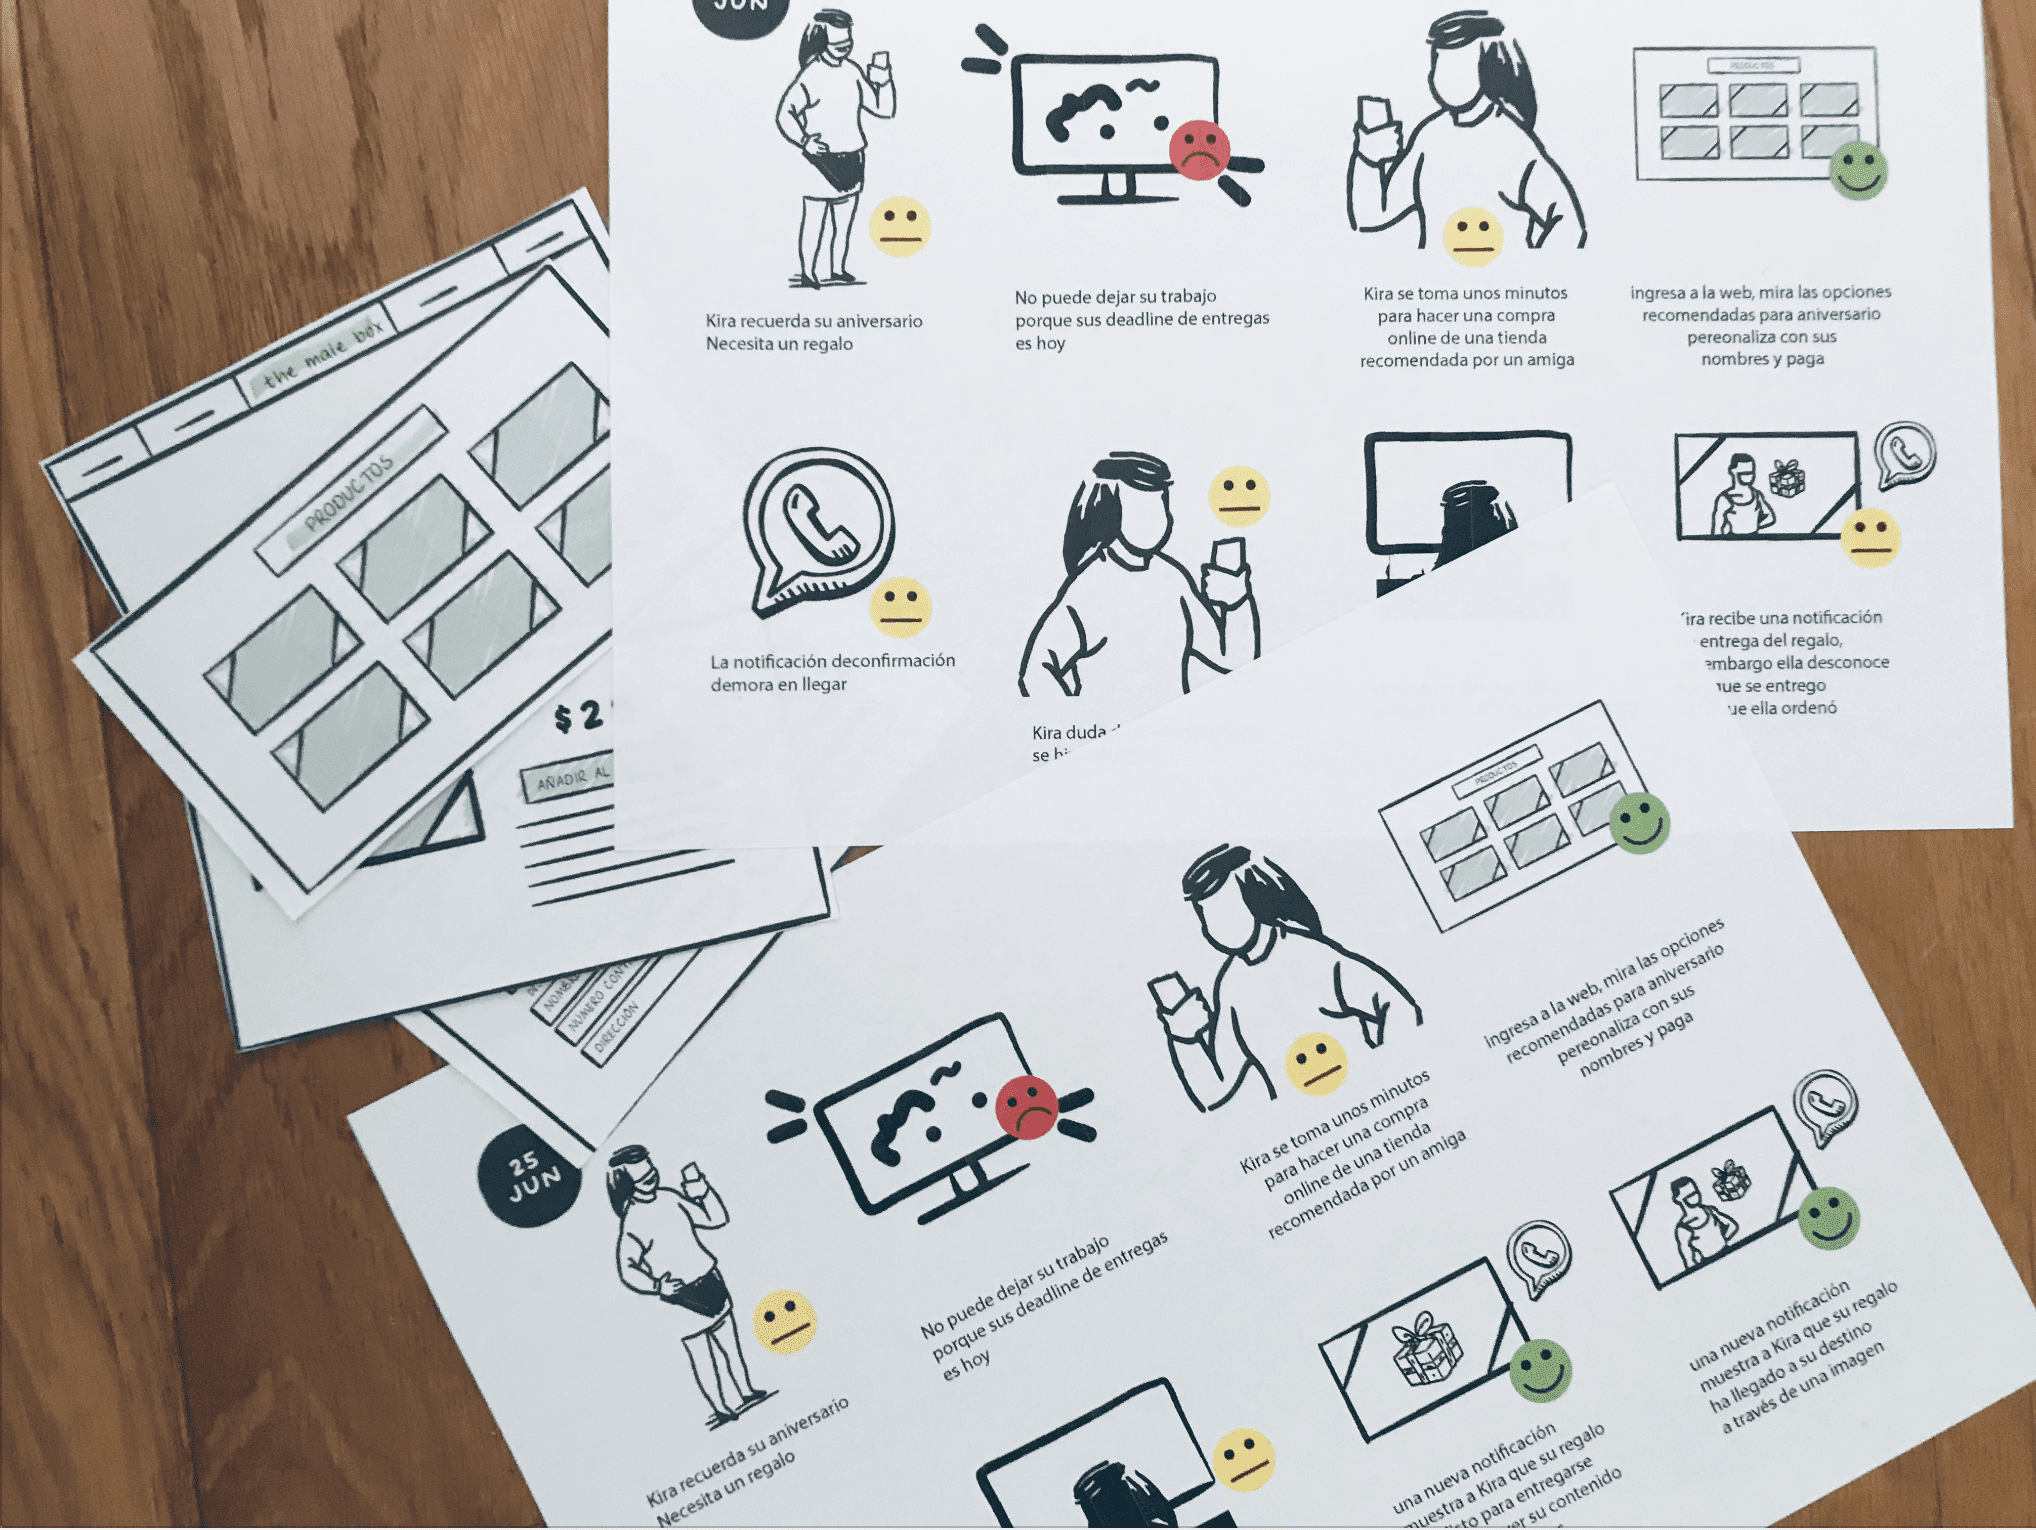 JUN
Kira recuerda su aniversario
Necesita un regalo
No puede dejar su trabajo
porque sus deadline de entregas
es hoy
Kira se toma unos minutos
para hacer una compra
online de una tienda
recomendada por un amiga
PRODUCTOS
ingresa a la web, mira las opciones
recomendadas para aniversario
pereonaliza con sus
nombres y paga
La notificación deconfirmación
demora en llegar
Kira duda
se
ira recibe una notificación
entrega del regalo,
embargo ella desconoce
que se entrego
que ella ordenó
the male box
PRODUCTOS
$ 2
AÑADIR AL
NUMERO CONT
DIRECCIÓN
25
JUN
Kira recuerda su aniversario
Necesita un regalo
No puede dejar su trabajo
porque sus deadline de entregas
es hoy
Kira se toma unos minutos
para hacer una compra
online de una tienda
recomendada por un amiga
PRODUCTOS
ingresa a la web, mira las opciones
recomendadas para aniversario
pereonaliza con sus
nombres y paga
una nueva notificación
muestra a Kira que su regalo
isto para entregarse
er su contenido
una nueva notificación
muestra a Kira que su regalo
ha llegado a su destino
a través de una imagen